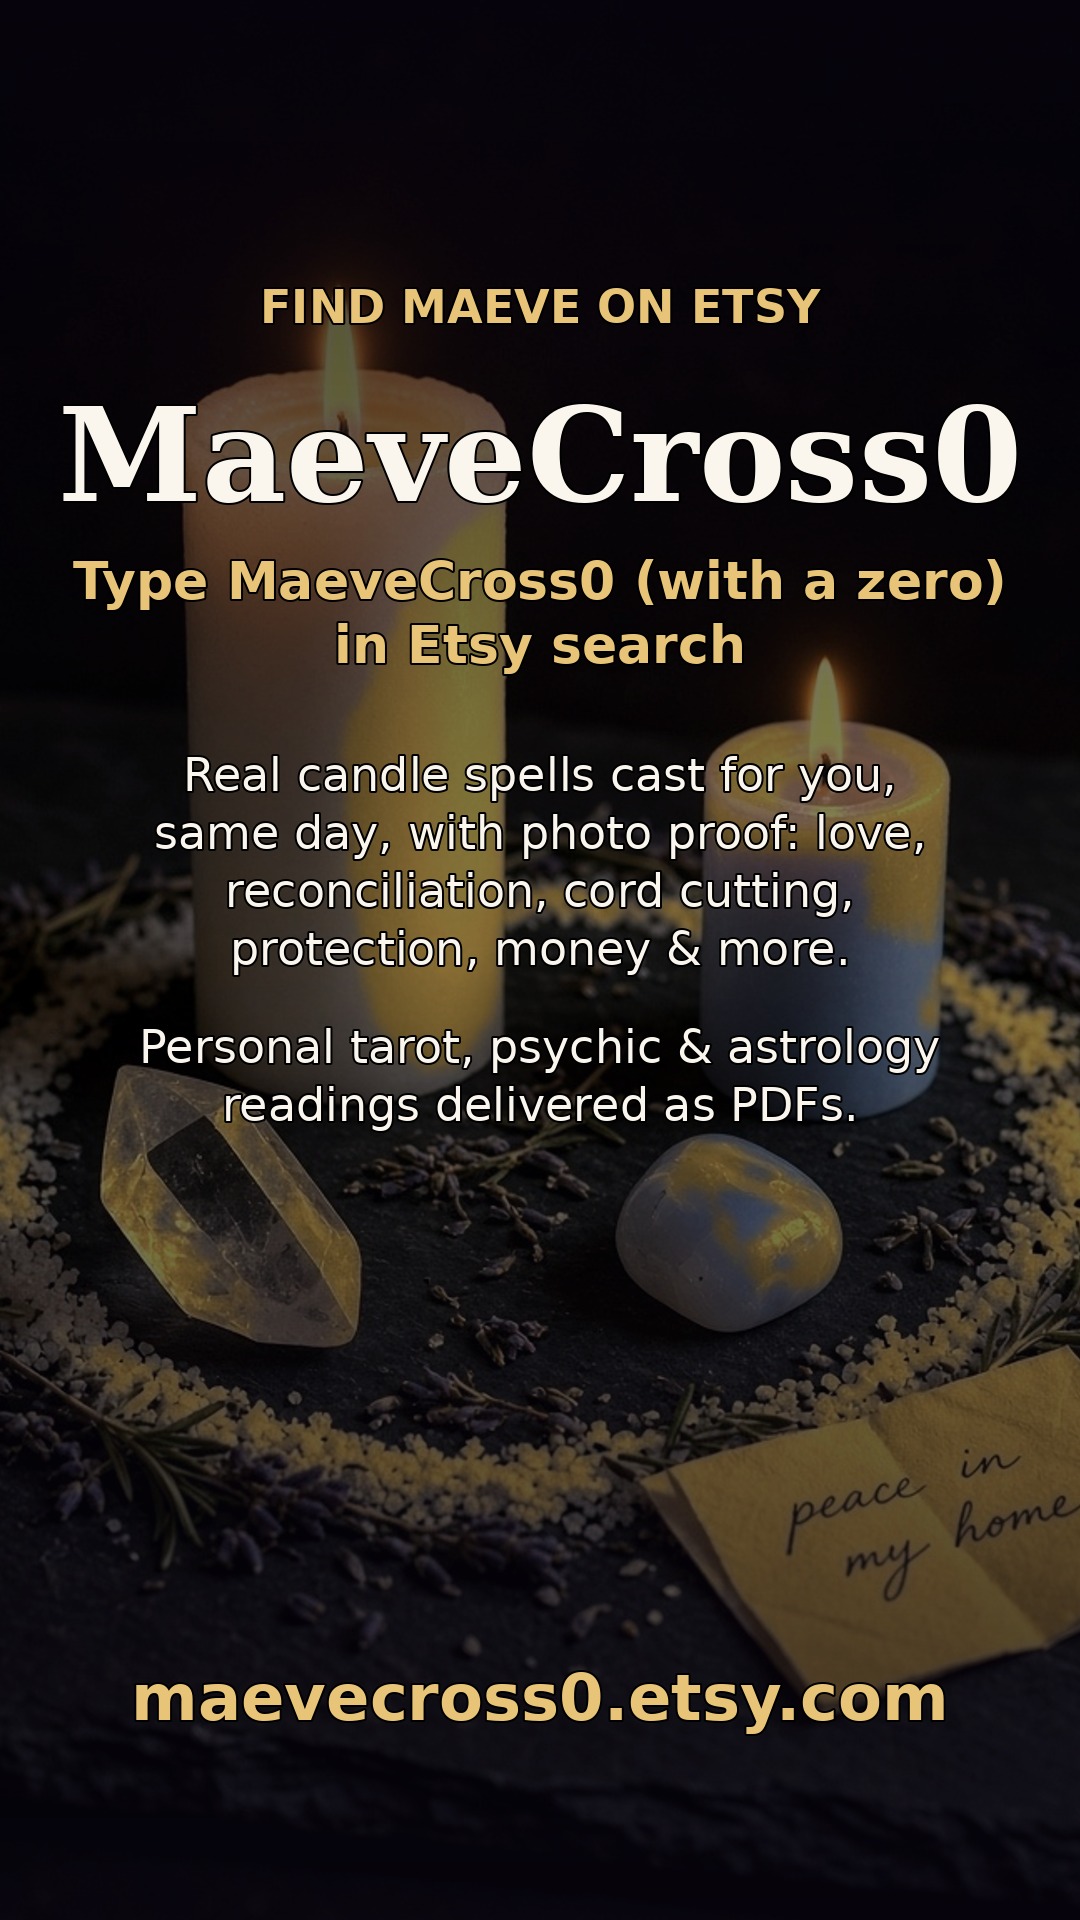 FIND MAEVE ON ETSY
MaeveCross0
Type MaeveCross0 (with a zero)
in Etsy search
Real candle spells cast for you,
same day, with photo proof: love,
reconciliation, cord cutting,
protection, money & more.
Personal tarot, psychic & astrology
readings delivered as PDFs.
peace in
my home
maevecross0.etsy.com